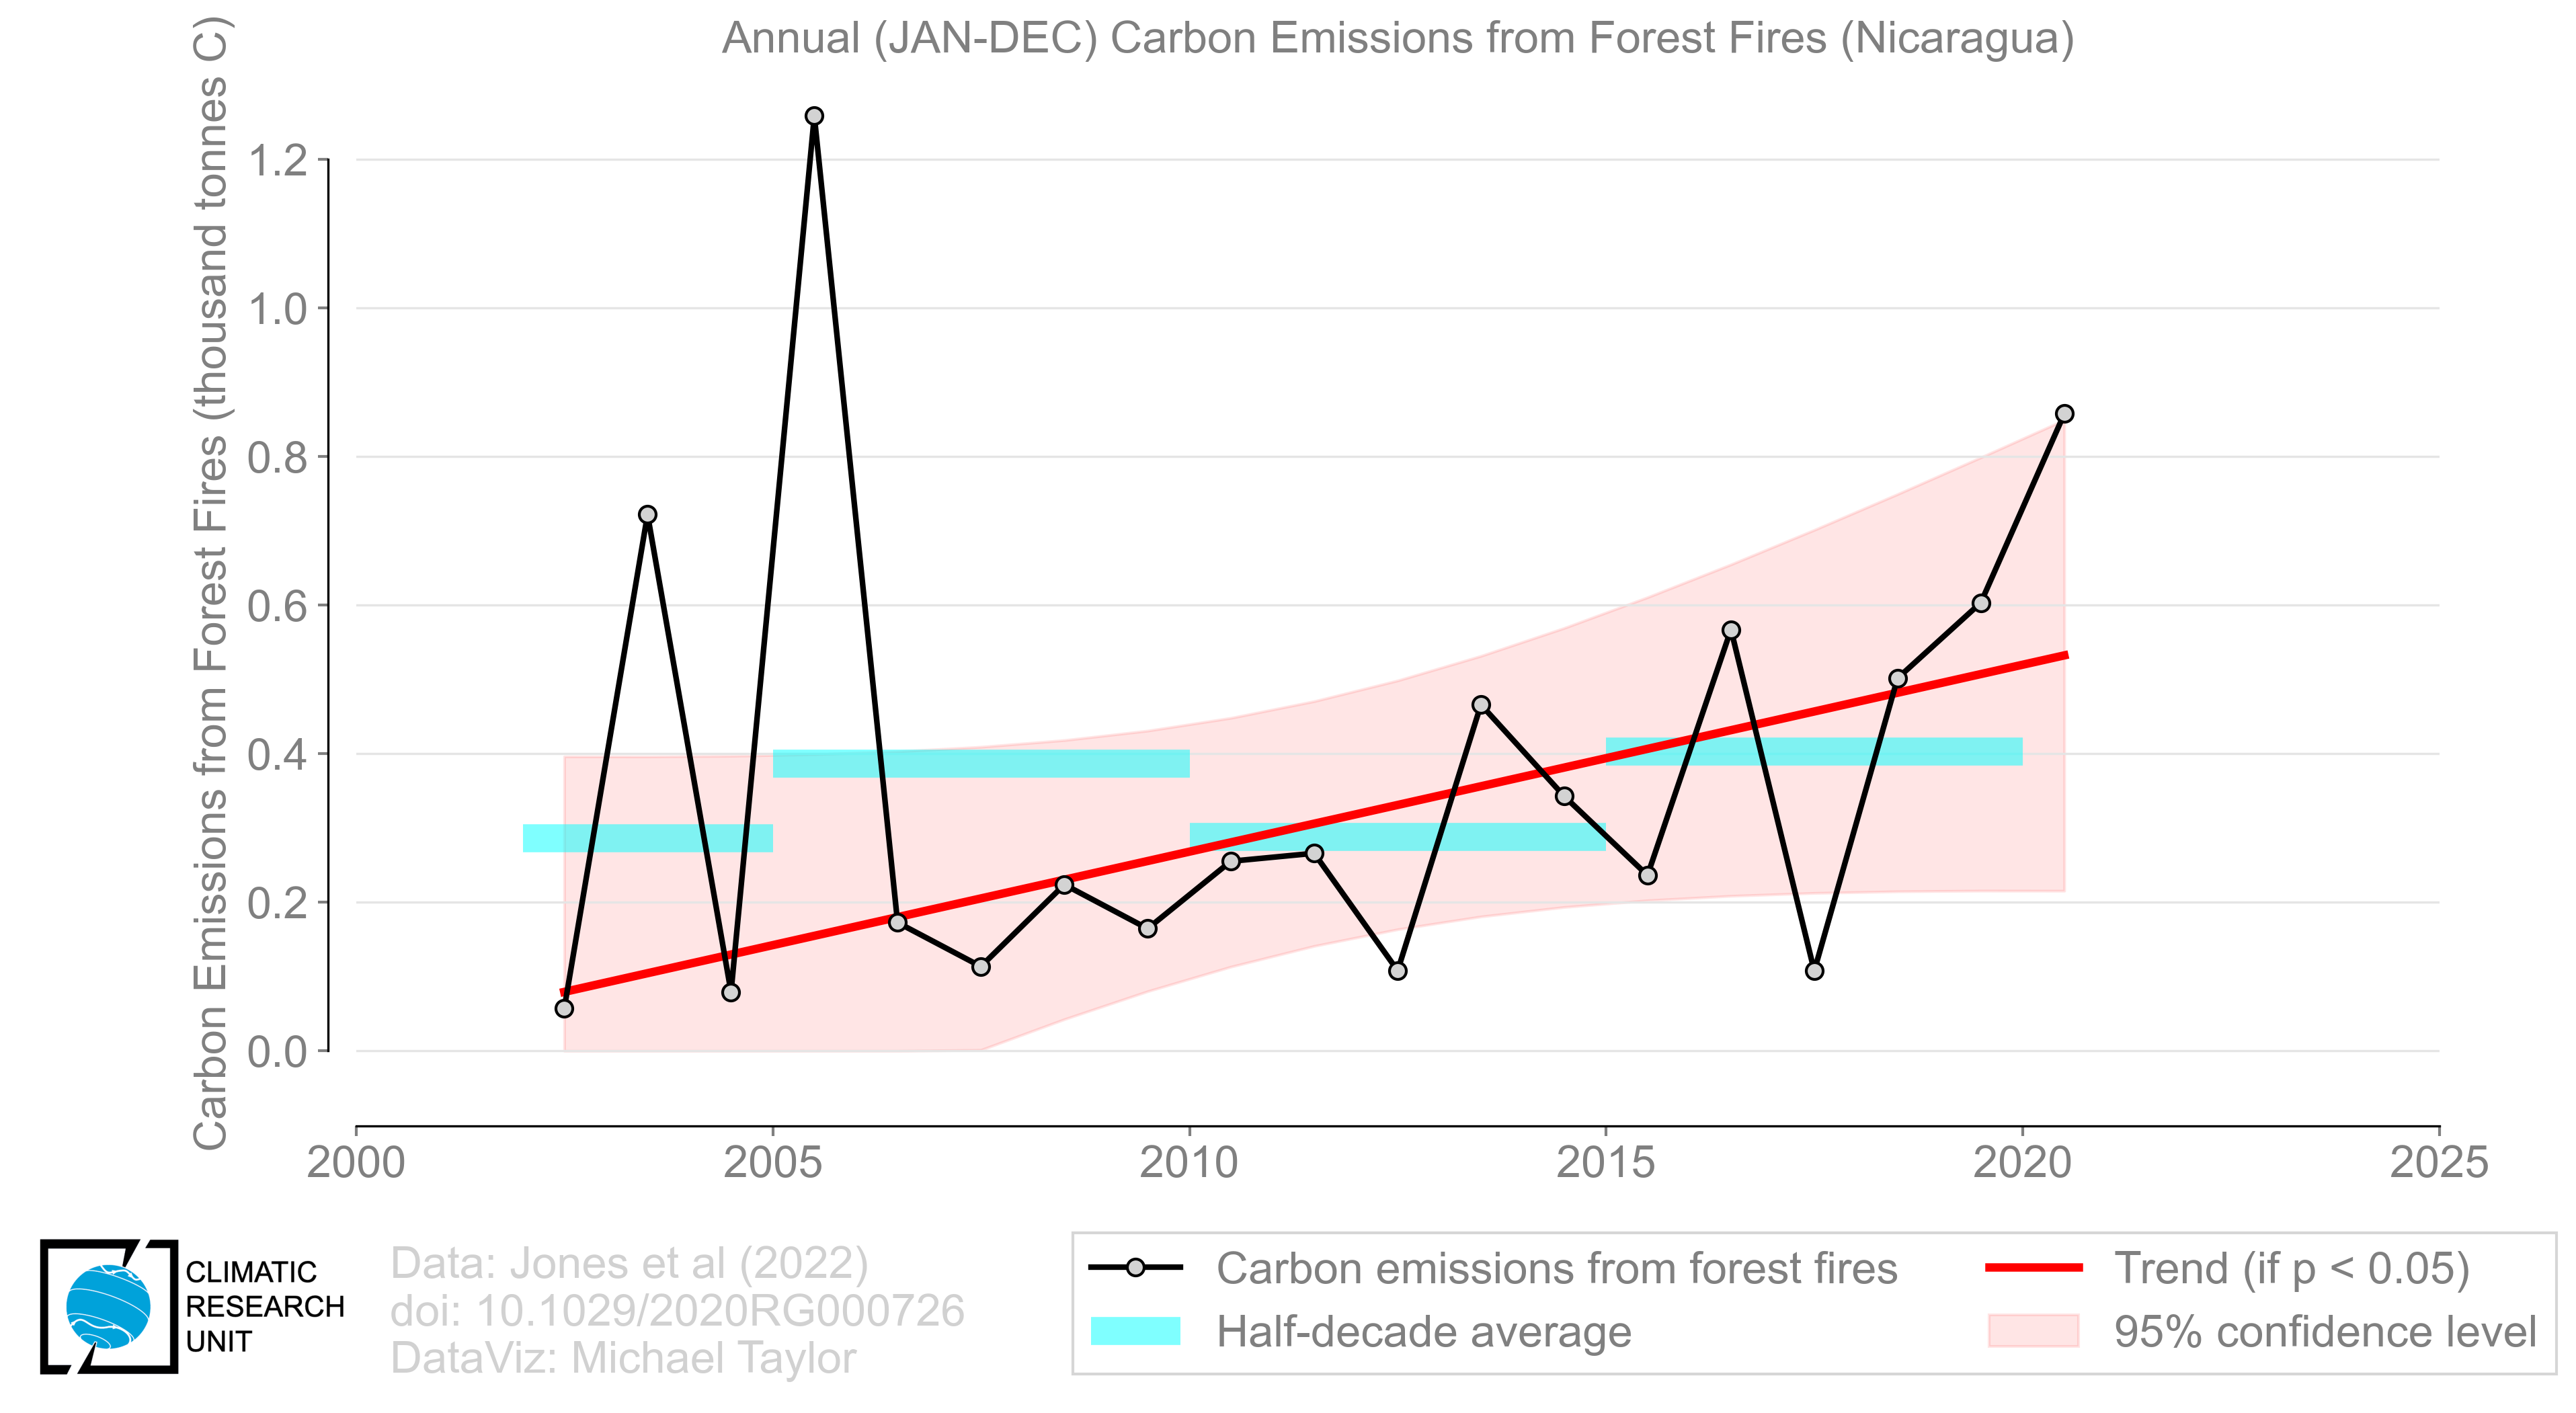 Annual (JAN-DEC) Carbon Emissions from Forest Fires (Nicaragua)
Carbon Emissions from Forest Fires (thousand tonnes C)
1.2
1.0
0.8
0.6
0.4
0.2
0.0
2000
2005
2010
2015
2020
2025
CLIMATIC
RESEARCH
UNIT
Data: Jones et al (2022)
doi: 10.1029/2020RG000726
DataViz: Michael Taylor
Carbon emissions from forest fires
Half-decade average
Trend (if p < 0.05)
95% confidence level